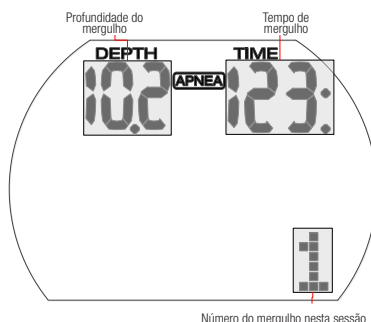 Profundidade do
mergulho
Tempo de
mergulho
DEPTH
TIME
10.2
APNEA
123:
1
Número do mergulho nesta sessão